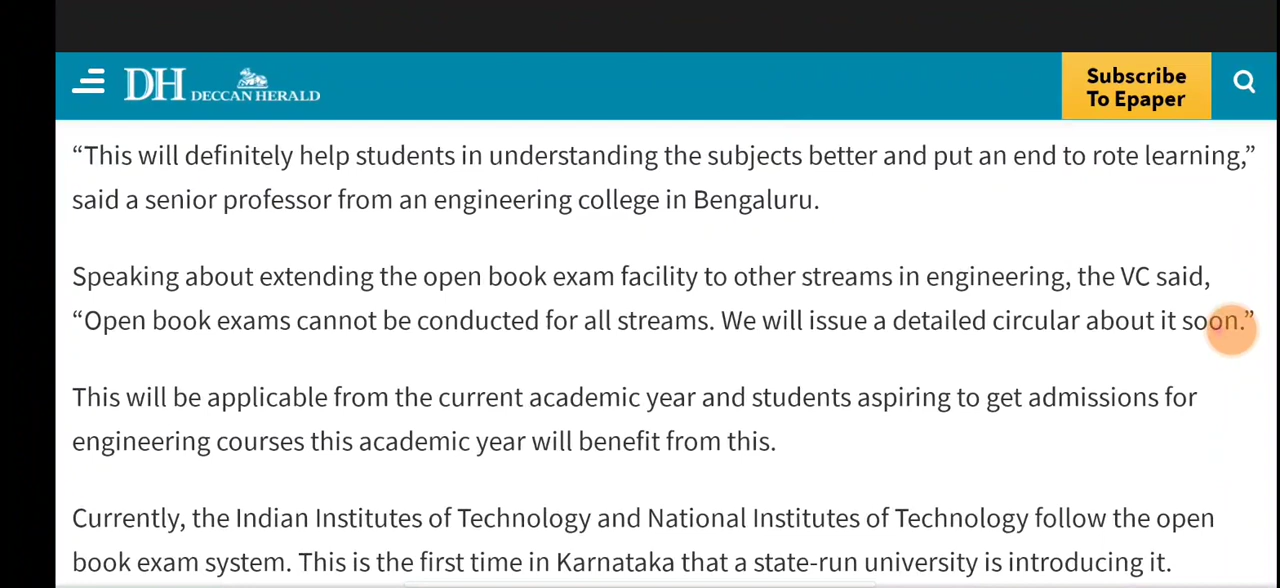 DH DECCAN HERALD
Subscribe
To Epaper
“This will definitely help students in understanding the subjects better and put an end to rote learning,”
said a senior professor from an engineering college in Bengaluru.
Speaking about extending the open book exam facility to other streams in engineering, the VC said,
“Open book exams cannot be conducted for all streams. We will issue a detailed circular about it soon.”
This will be applicable from the current academic year and students aspiring to get admissions for
engineering courses this academic year will benefit from this.
Currently, the Indian Institutes of Technology and National Institutes of Technology follow the open
book exam system. This is the first time in Karnataka that a state-run university is introducing it.